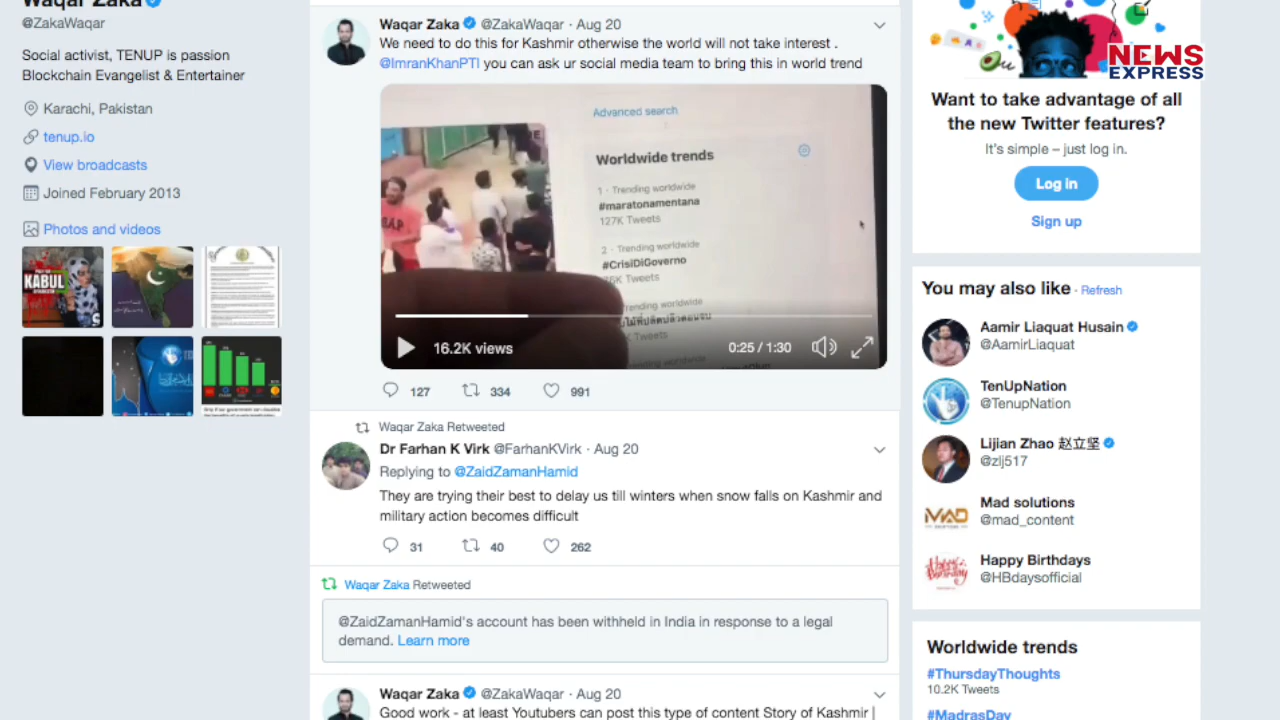 Waqar Zaka
@ZakaWaqar
Social activist, TENUP is passion
Blockchain Evangelist & Entertainer
Karachi, Pakistan
tenup.io
View broadcasts
Joined February 2013
Photos and videos
KABUL
Waqar Zaka @ZakaWaqar · Aug 20
We need to do this for Kashmir otherwise the world will not take interest .
@ImranKhanPTI you can ask ur social media team to bring this in world trend
Advanced search
Worldwide trends
1 · Trending worldwide
#maratonamentana
127K Tweets
2 · Trending worldwide
#CrisiDiGoverno
Tweets
Trending worldwide
Tweets
16.2K views
0:25 / 1:30
127 334 991
Waqar Zaka Retweeted
Dr Farhan K Virk @FarhanKVirk · Aug 20
Replying to @ZaidZamanHamid
They are trying their best to delay us till winters when snow falls on Kashmir and
military action becomes difficult
31 40 262
Waqar Zaka Retweeted
@ZaidZamanHamid's account has been withheld in India in response to a legal
demand. Learn more
Waqar Zaka @ZakaWaqar · Aug 20
Good work - at least Youtubers can post this type of content Story of Kashmir |
NEWS
EXPRESS
Want to take advantage of all
the new Twitter features?
It's simple – just log in.
Log in
Sign up
You may also like · Refresh
Aamir Liaquat Husain
@AamirLiaquat
TenUpNation
@TenupNation
Lijian Zhao 赵立坚
@zlj517
Mad solutions
@mad_content
Happy Birthdays
@HBdaysofficial
Worldwide trends
#ThursdayThoughts
10.2K Tweets
#MadrasDay